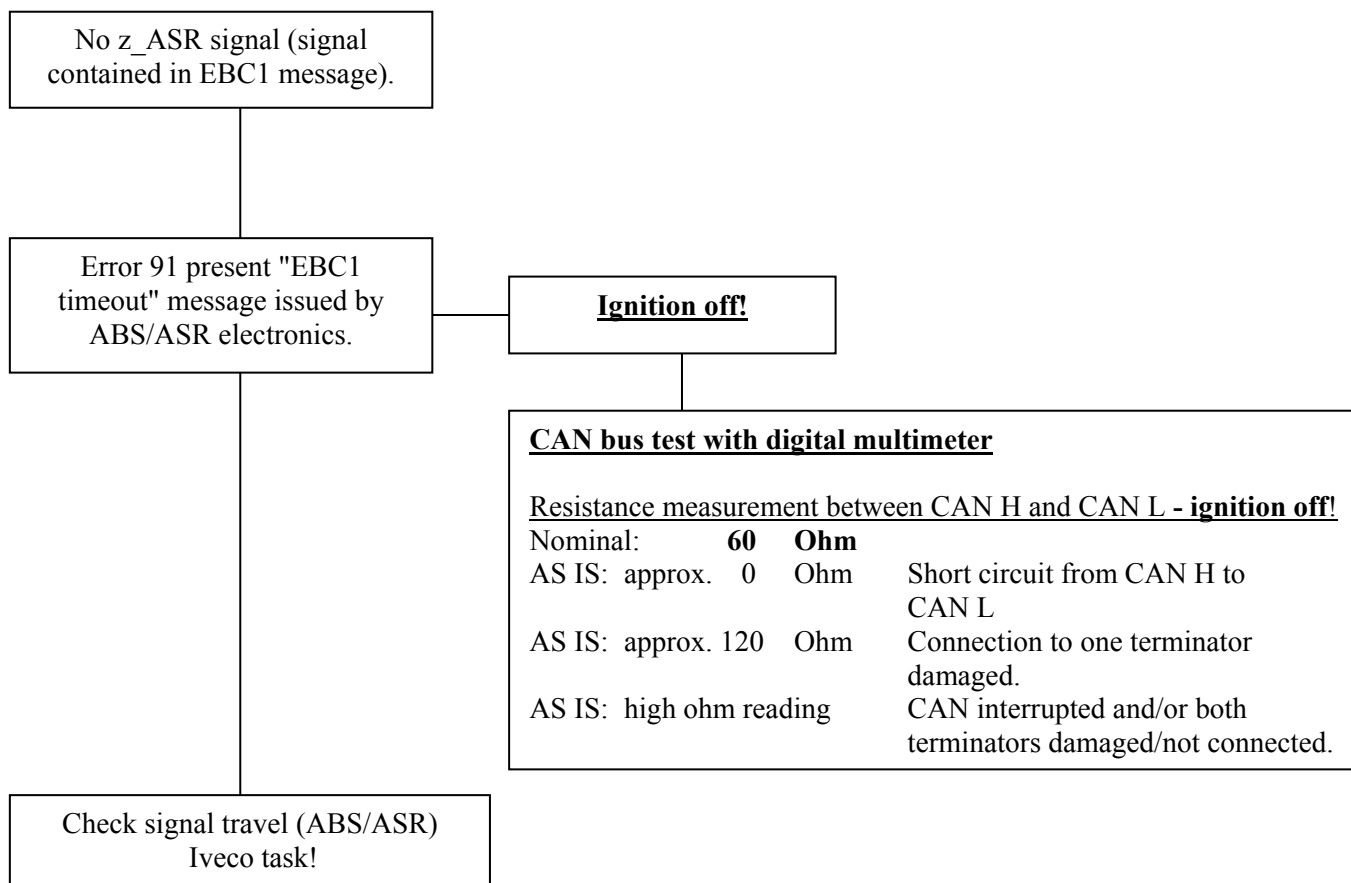 No z_ASR signal (signal
contained in EBC1 message).
Error 91 present "EBC1
timeout" message issued by
ABS/ASR electronics.
Ignition off!
CAN bus test with digital multimeter
Resistance measurement between CAN H and CAN L - ignition off!
Nominal: 60 Ohm
AS IS: approx. 0 Ohm Short circuit from CAN H to
CAN L
AS IS: approx. 120 Ohm Connection to one terminator
damaged.
AS IS: high ohm reading CAN interrupted and/or both
terminators damaged/not connected.
Check signal travel (ABS/ASR)
Iveco task!